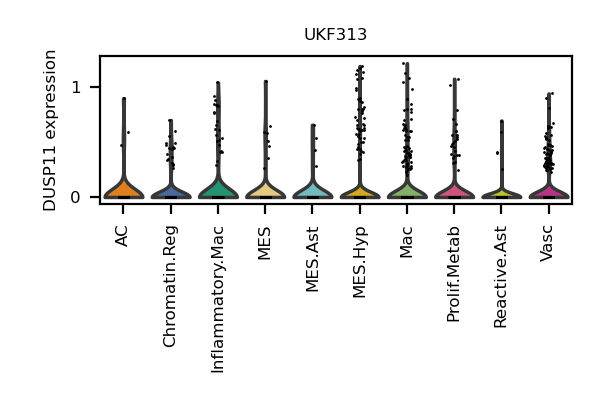 UKF313
DUSP11 expression
1
0
AC
Chromatin.Reg
Inflammatory.Mac
MES
MES.Ast
MES.Hyp
Mac
Prolif.Metab
Reactive.Ast
Vasc